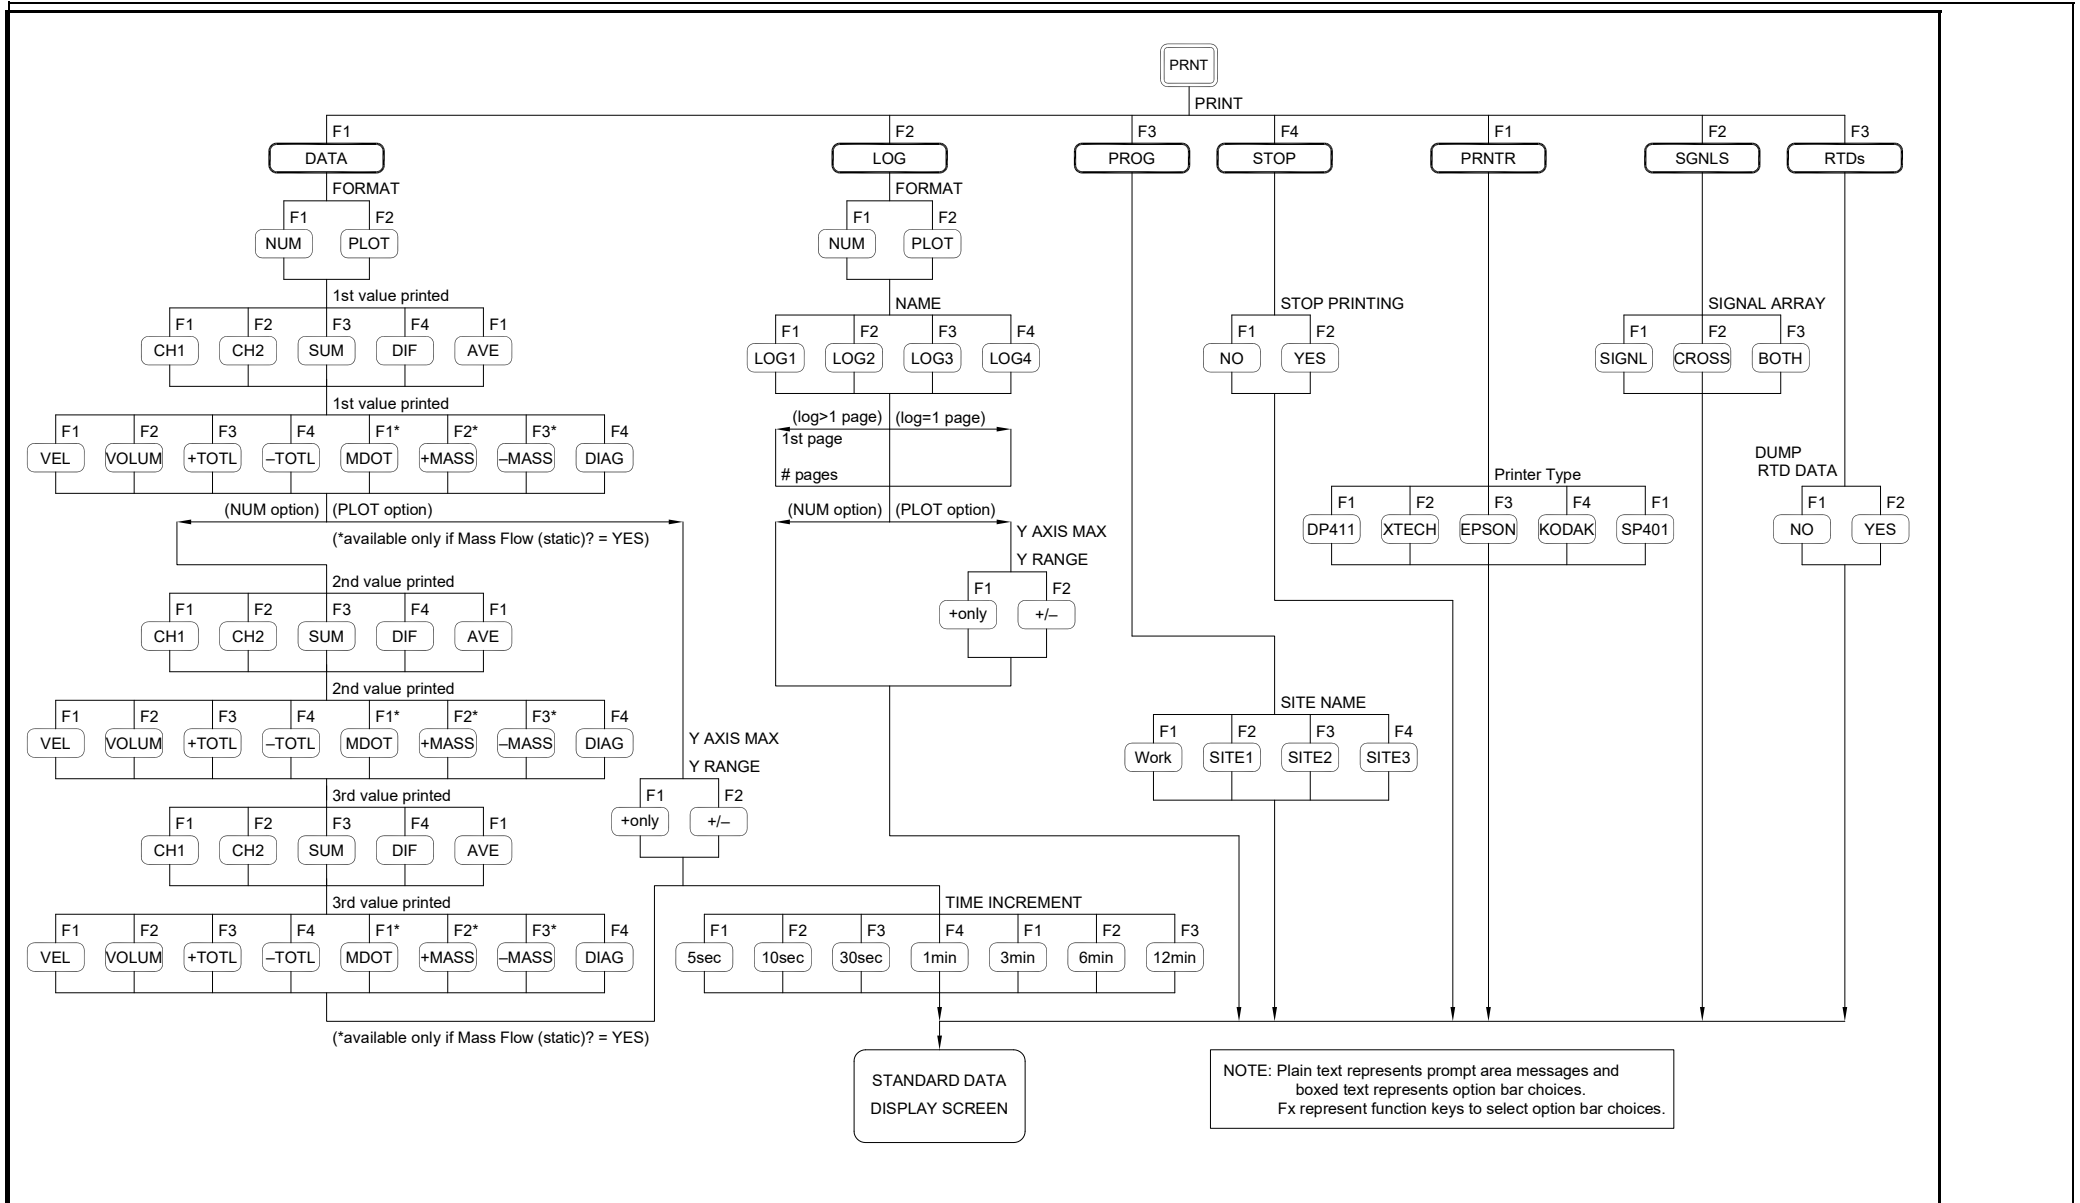 PRNT
PRINT
F1 F2 F3 F4 F1 F2 F3
DATA LOG PROG STOP PRNTR SGNLS RTDs
FORMAT FORMAT
F1 F2 F1 F2
NUM PLOT NUM PLOT
1st value printed
F1 F2 F3 F4 F1
CH1 CH2 SUM DIF AVE
1st value printed
F1 F2 F3 F4 F1* F2* F3* F4
VEL VOLUM +TOTL –TOTL MDOT +MASS –MASS DIAG
(NUM option) (PLOT option)
(*available only if Mass Flow (static)? = YES)
2nd value printed
F1 F2 F3 F4 F1
CH1 CH2 SUM DIF AVE
2nd value printed
F1 F2 F3 F4 F1* F2* F3* F4
VEL VOLUM +TOTL –TOTL MDOT +MASS –MASS DIAG
3rd value printed
F1 F2 F3 F4 F1
CH1 CH2 SUM DIF AVE
3rd value printed
F1 F2 F3 F4 F1* F2* F3* F4
VEL VOLUM +TOTL –TOTL MDOT +MASS –MASS DIAG
(*available only if Mass Flow (static)? = YES)
Y AXIS MAX
Y RANGE
F1 F2
+only +/–
TIME INCREMENT
F1 F2 F3 F4 F1 F2 F3
5sec 10sec 30sec 1min 3min 6min 12min
NAME
F1 F2 F3 F4
LOG1 LOG2 LOG3 LOG4
(log>1 page) (log=1 page)
1st page
# pages
(NUM option) (PLOT option)
Y AXIS MAX
Y RANGE
F1 F2
+only +/–
SITE NAME
F1 F2 F3 F4
Work SITE1 SITE2 SITE3
STOP PRINTING
F1 F2
NO YES
Printer Type
F1 F2 F3 F4 F1
DP411 XTECH EPSON KODAK SP401
SIGNAL ARRAY
F1 F2 F3
SIGNL CROSS BOTH
DUMP
RTD DATA
F1 F2
NO YES
STANDARD DATA
DISPLAY SCREEN
NOTE: Plain text represents prompt area messages and
boxed text represents option bar choices.
Fx represent function keys to select option bar choices.